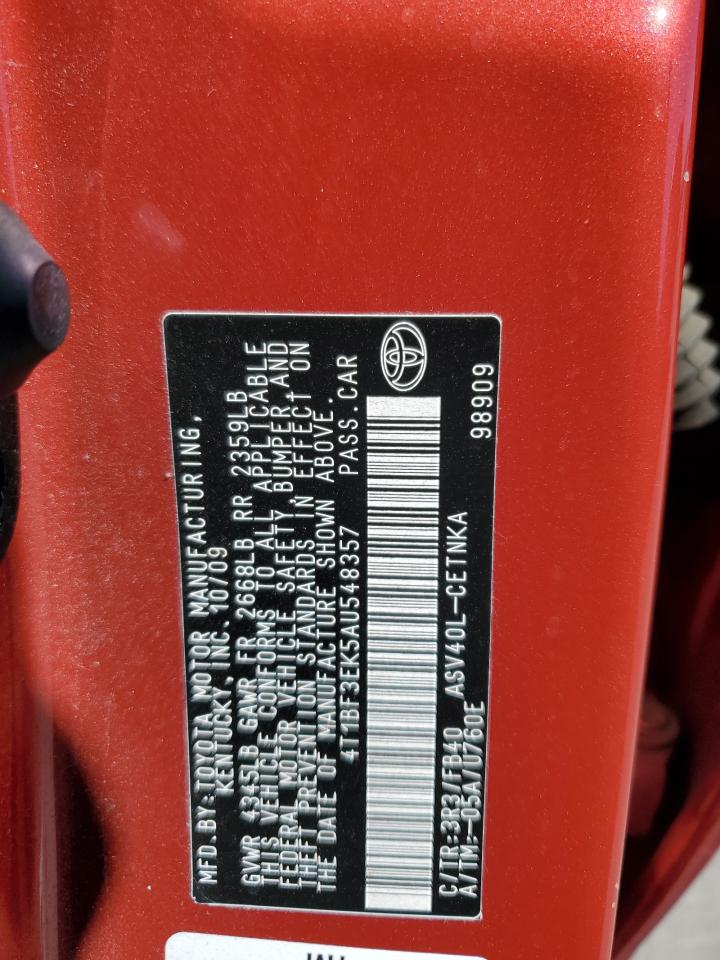 MFD.BY:TOYOTA MOTOR MANUFACTURING,
KENTUCKY, INC. 10/09
GVWR 4345LB GAWR FR 2668LB RR 2359LB
THIS VEHICLE CONFORMS TO ALL APPLICABLE
FEDERAL MOTOR VEHICLE SAFETY,BUMPER,AND
THEFT PREVENTION STANDARDS IN EFFECT ON
THE DATE OF MANUFACTURE SHOWN ABOVE.
4T1BF3EK5AU548357 PASS.CAR
C/TR:3R3/FB40 ASV40L-CETNKA
A/TM:-05A/U760E 98909